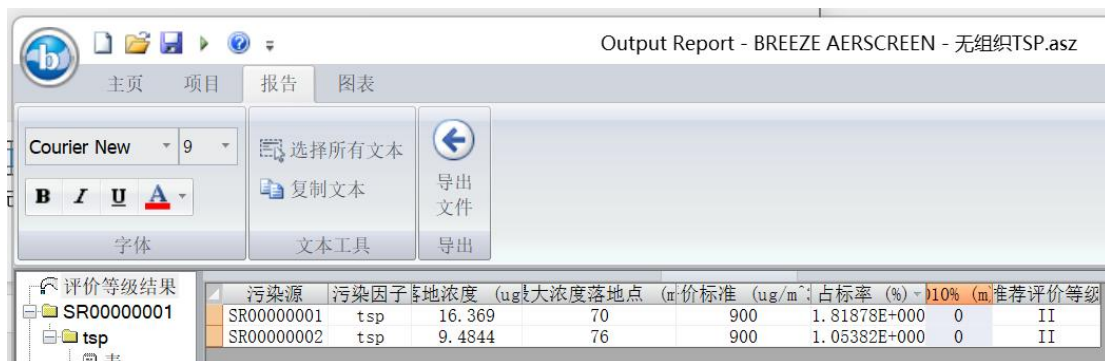 Output Report - BREEZE AERSCREEN - 无组织TSP.asz
主页 项目 报告 图表
Courier New 9
选择所有文本
B I U A
复制文本
导出
文件
字体 文本工具 导出
评价等级结果
SR00000001
tsp
污染源 污染因子 地浓度 (ug 大浓度落地点 (m 价标准 (ug/m^ 占标率 (%) 10% (m 推荐评价等级
SR00000001 tsp 16.369 70 900 1.81878E+000 0 II
SR00000002 tsp 9.4844 76 900 1.05382E+000 0 II